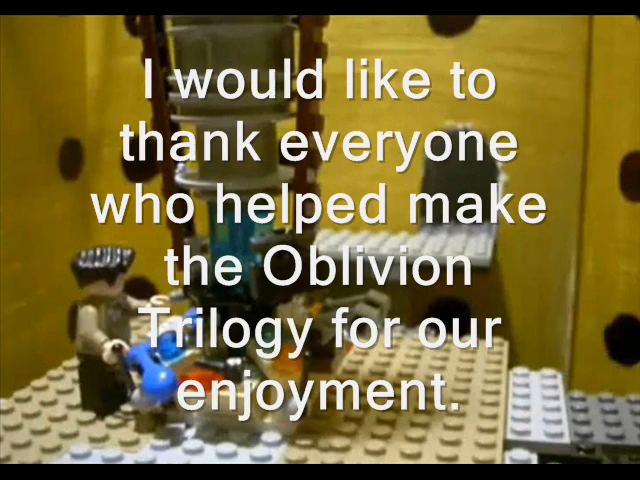 I would like to
thank everyone
who helped make
the Oblivion
Trilogy for our
enjoyment.